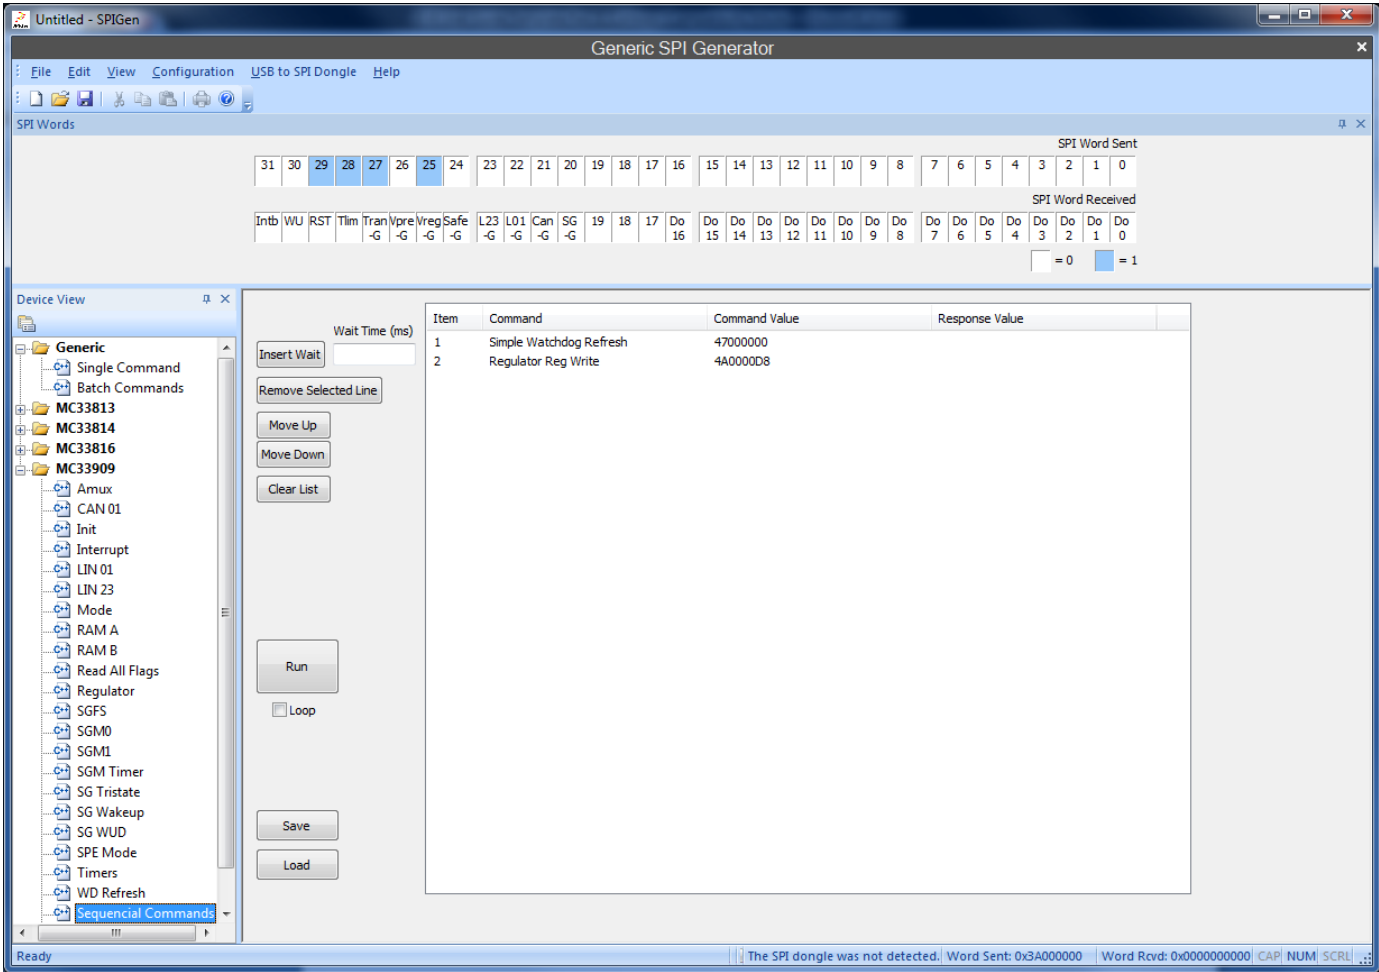 Untitled - SPIGen
Generic SPI Generator
File Edit View Configuration USB to SPI Dongle Help
SPI Words
SPI Word Sent
31 30 29 28 27 26 25 24 23 22 21 20 19 18 17 16 15 14 13 12 11 10 9 8 7 6 5 4 3 2 1 0
SPI Word Received
Intb WU RST Tlim Tran Vpre Vreg Safe L23 L01 Can SG 19 18 17 Do Do Do Do Do Do Do Do Do Do Do Do Do Do Do Do Do
-G -G -G -G -G -G -G -G 16 15 14 13 12 11 10 9 8 7 6 5 4 3 2 1 0
= 0 = 1
Device View
Generic
Single Command
Batch Commands
MC33813
MC33814
MC33816
MC33909
Amux
CAN 01
Init
Interrupt
LIN 01
LIN 23
Mode
RAM A
RAM B
Read All Flags
Regulator
SGFS
SGM0
SGM1
SGM Timer
SG Tristate
SG Wakeup
SG WUD
SPE Mode
Timers
WD Refresh
Sequencial Commands
Wait Time (ms)
Insert Wait
Remove Selected Line
Move Up
Move Down
Clear List
Run
Loop
Save
Load
Item Command Command Value Response Value
1 Simple Watchdog Refresh 47000000
2 Regulator Reg Write 4A0000D8
Ready The SPI dongle was not detected. Word Sent: 0x3A000000 Word Rcvd: 0x0000000000 CAP NUM SCRL